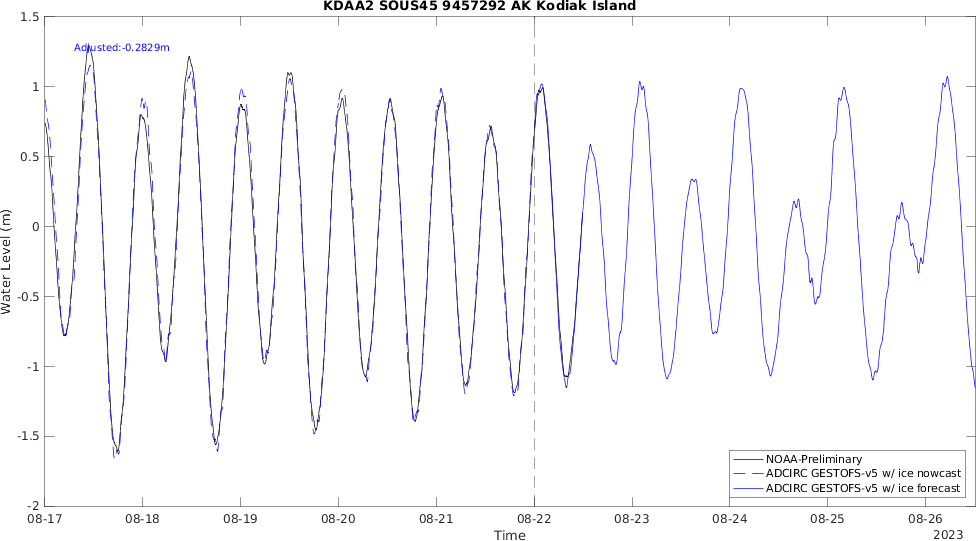 KDAA2 SOUS45 9457292 AK Kodiak Island
1.5
Adjusted:-0.2829m
1
0.5
0
-0.5
-1
-1.5
-2
Water Level (m)
NOAA-Preliminary
ADCIRC GESTOFS-v5 w/ ice nowcast
ADCIRC GESTOFS-v5 w/ ice forecast
08-17 08-18 08-19 08-20 08-21 08-22 08-23 08-24 08-25 08-26
Time
2023